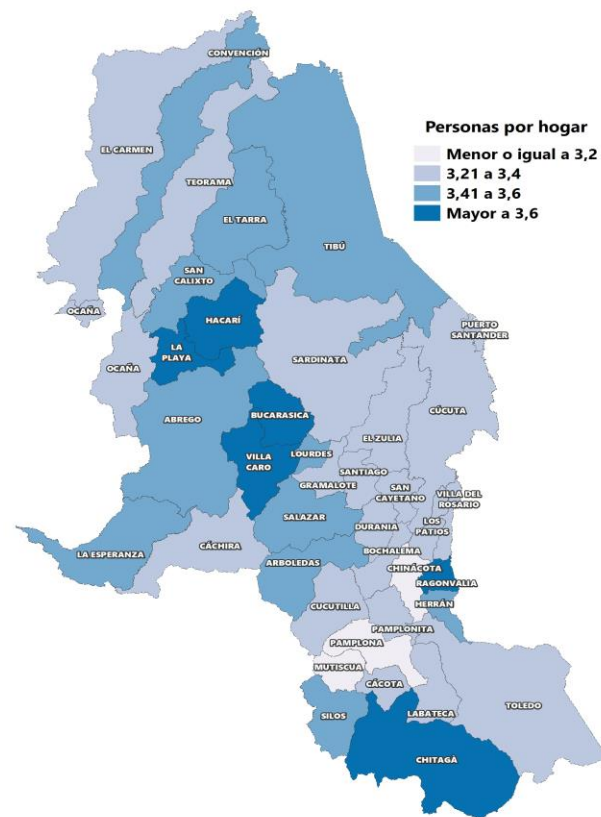 CONVENCIÓN
Personas por hogar
Menor o igual a 3,2
3,21 a 3,4
3,41 a 3,6
Mayor a 3,6
EL CARMEN
TEORAMA
EL TARRA
TIBÚ
SAN
CALIXTO
OCAÑA
HACARÍ
PUERTO
SANTANDER
LA
PLAYA
SARDINATA
OCAÑA
CÚCUTA
ABREGO
BUCARASICA
EL ZULIA
VILLA
CARO
LOURDES
SANTIAGO
GRAMALOTE
SAN
CAYETANO
VILLA DEL
ROSARIO
SALAZAR
DURANIA
LOS
PATIOS
LA ESPERANZA
CÁCHIRA
BOCHALEMA
ARBOLEDAS
CHINÁCOTA
RAGONVALIA
CUCUTILLA
HERRÁN
PAMPLONITA
PAMPLONA
MUTISCUA
CÁCOTA
TOLEDO
SILOS
LABATECA
CHITAGÁ